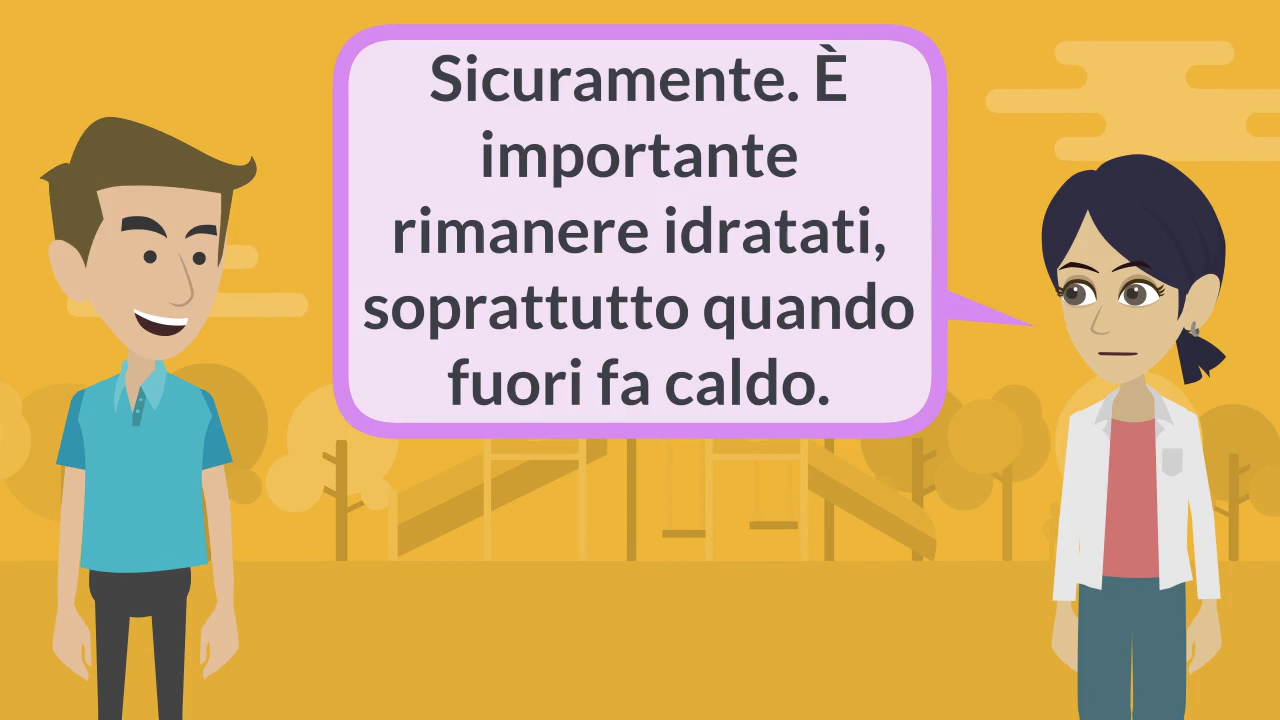 Sicuramente. È
importante
rimanere idratati,
soprattutto quando
fuori fa caldo.